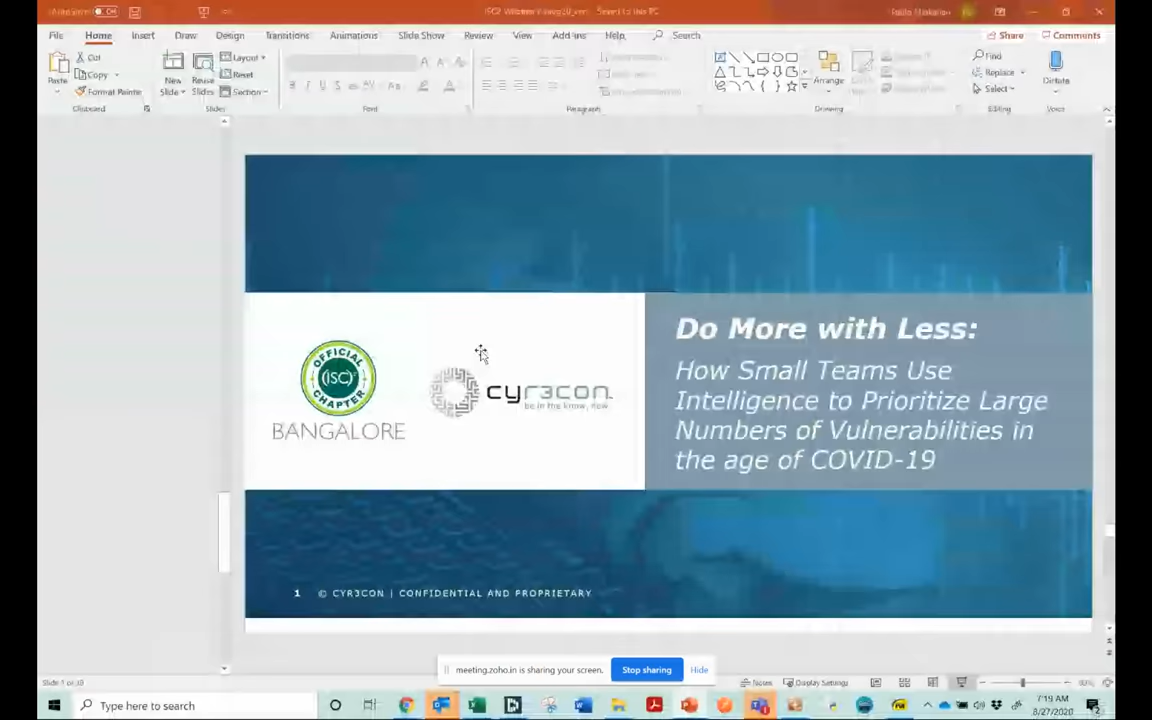 File Home Insert Draw Design Transitions Animations Slide Show Review View Add-ins Help Search Share Comments
Paste
Cut
Copy
Format Painter
Clipboard
New
Slide
Reuse
Slides
Layout
Reset
Section
Slides
Font
Paragraph
Arrange
Drawing
Find
Replace
Select
Editing
Dictate
Voice
OFFICIAL
(ISC)²
CHAPTER
BANGALORE
cyr3con
be in the know, now.
Do More with Less:
How Small Teams Use
Intelligence to Prioritize Large
Numbers of Vulnerabilities in
the age of COVID-19
1 © CYR3CON | CONFIDENTIAL AND PROPRIETARY
meeting.zoho.in is sharing your screen. Stop sharing Hide
Notes Display Settings
Type here to search
7:19 AM
8/27/2020